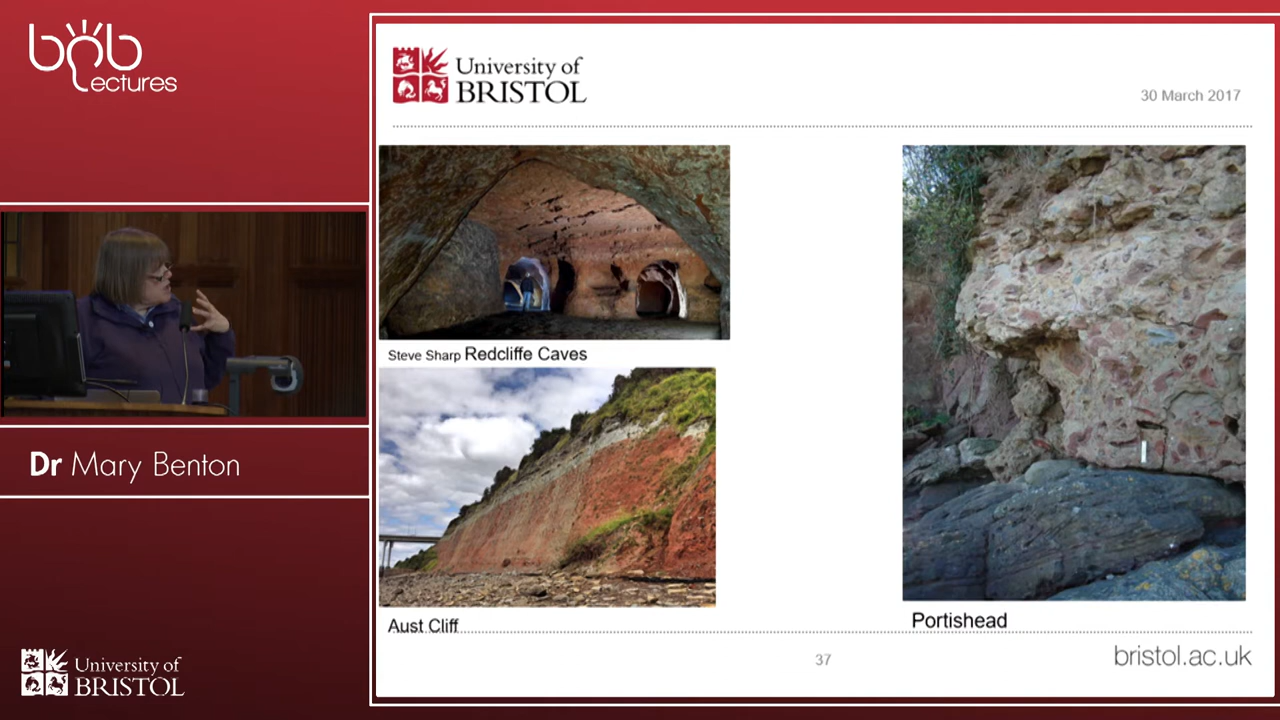 bob
Lectures
Dr Mary Benton
University of
BRISTOL
University of
BRISTOL
30 March 2017
Steve Sharp Redcliffe Caves
Aust Cliff
Portishead
37
bristol.ac.uk